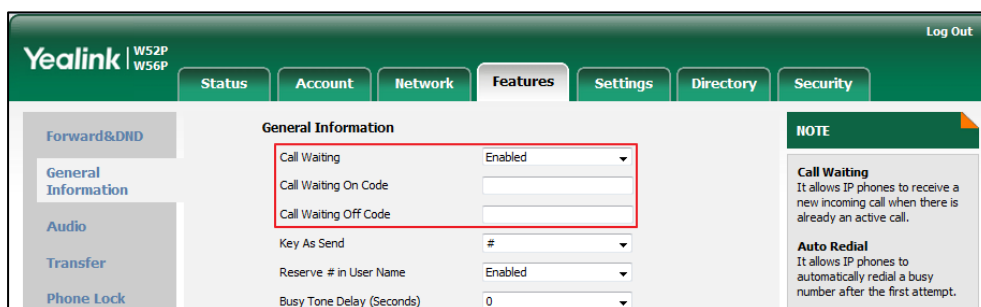 Log Out
Yealink | W52P
W56P
Status Account Network Features Settings Directory Security
Forward&DND
General
Information
Audio
Transfer
Phone Lock
General Information
Call Waiting Enabled
Call Waiting On Code
Call Waiting Off Code
Key As Send #
Reserve # in User Name Enabled
Busy Tone Delay (Seconds) 0
NOTE
Call Waiting
It allows IP phones to receive a
new incoming call when there is
already an active call.
Auto Redial
It allows IP phones to
automatically redial a busy
number after the first attempt.